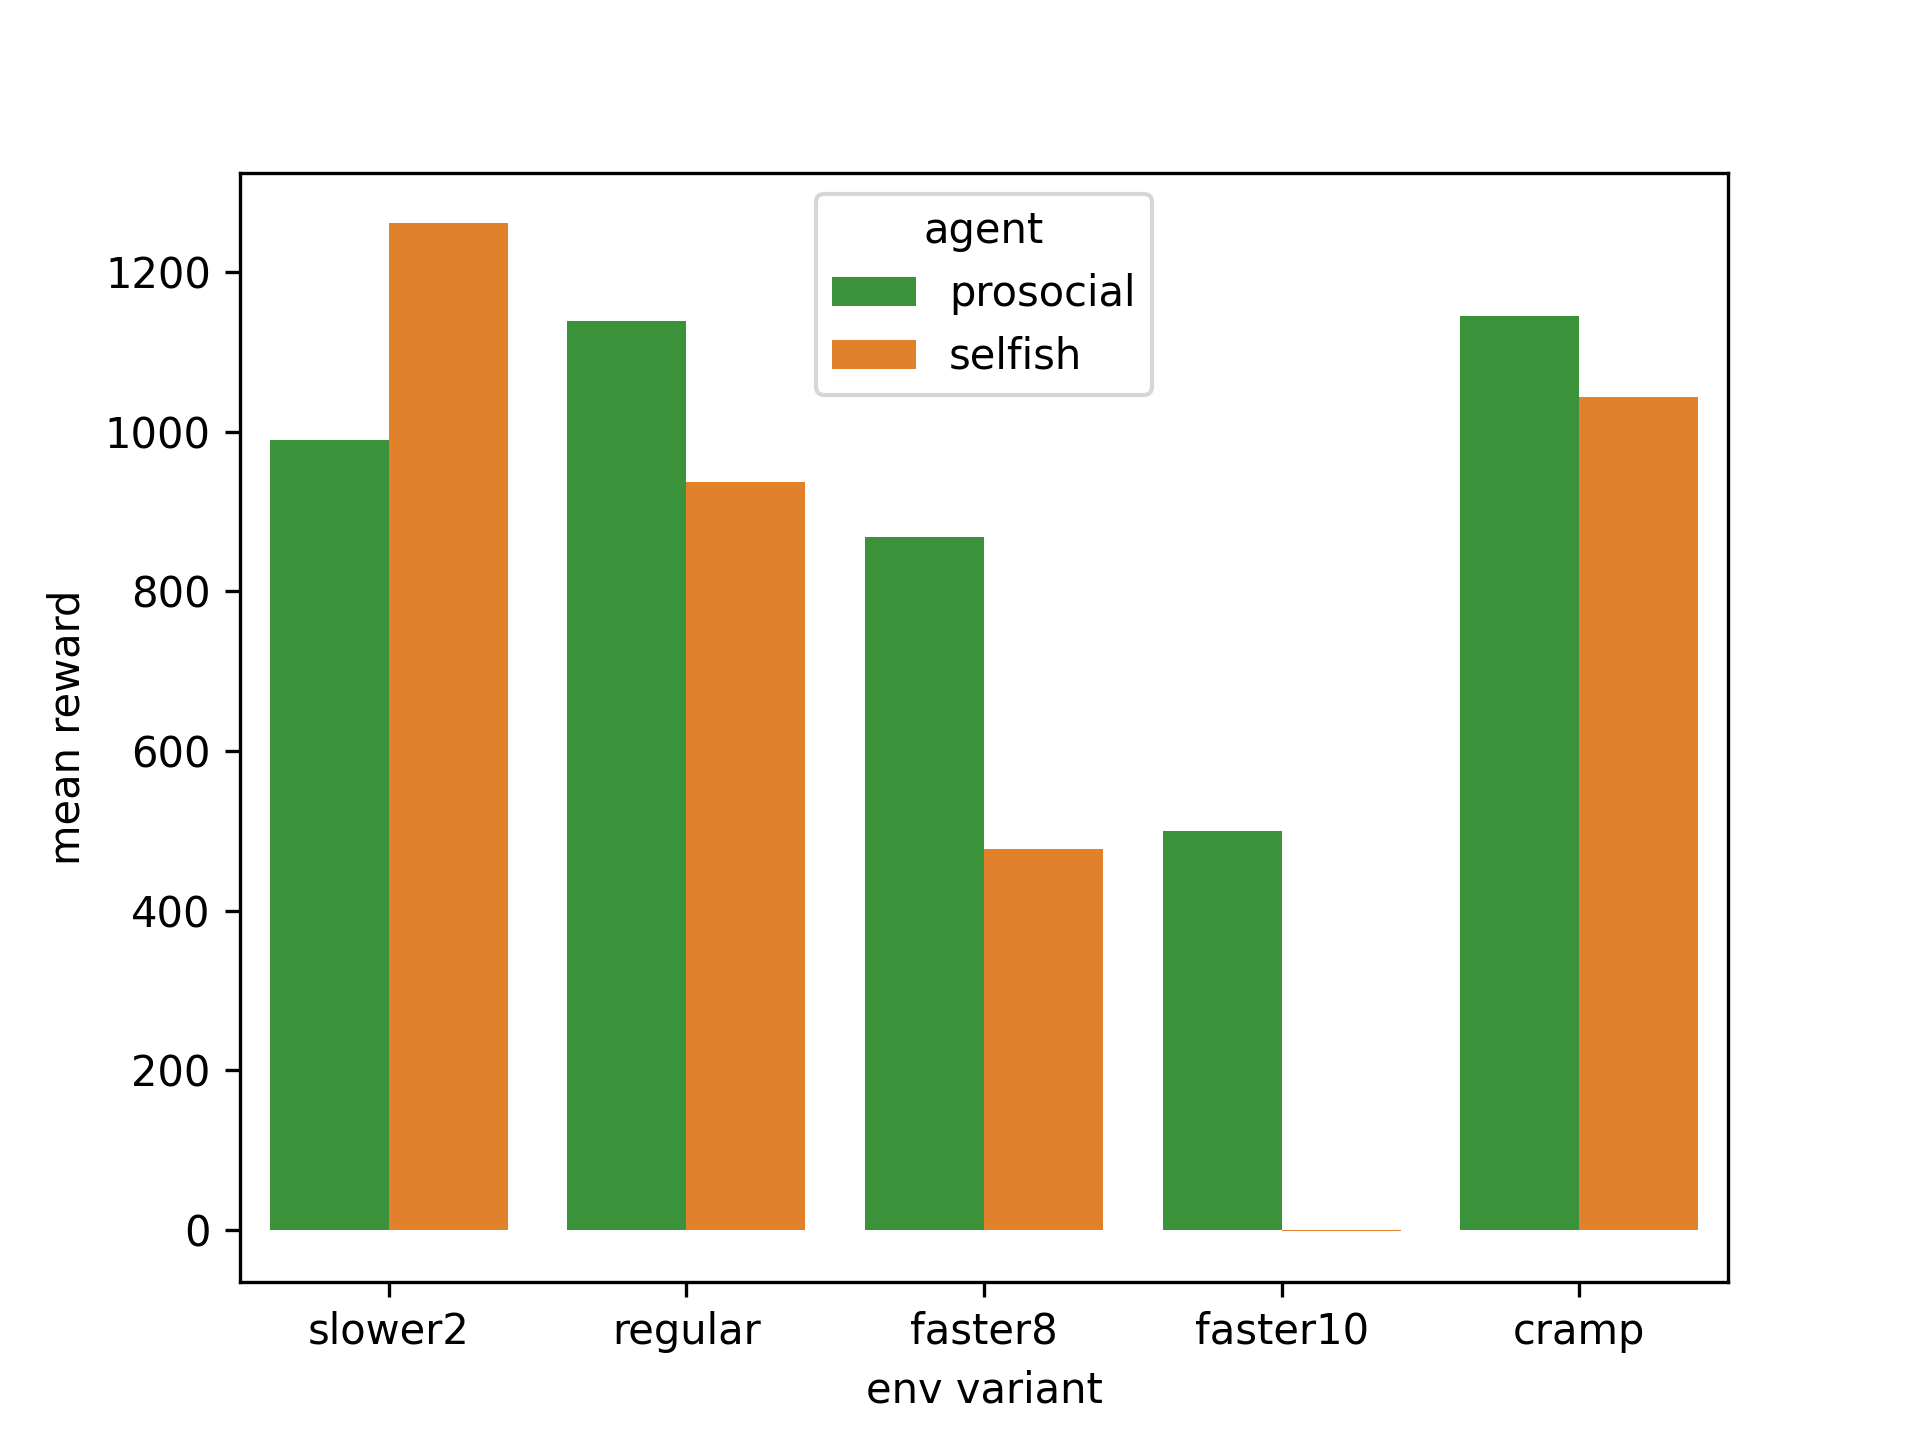 agent
prosocial
selfish
1200
1000
800
600
400
200
0
mean reward
slower2
regular
faster8
faster10
cramp
env variant